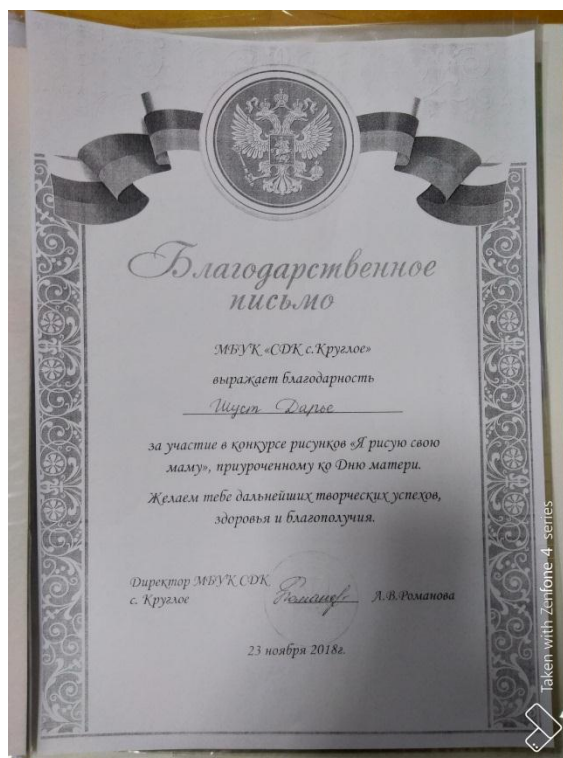 Благодарственное
письмо
МБУК «СДК с.Круглое»
выражает благодарность
Шуст Дарье
за участие в конкурсе рисунков «Я рисую свою
маму», приуроченному ко Дню матери.
Желаем тебе дальнейших творческих успехов,
здоровья и благополучия.
Директор МБУК СДК
с. Круглое Л.В.Романова
23 ноября 2018г.
Taken with Zenfone 4 series